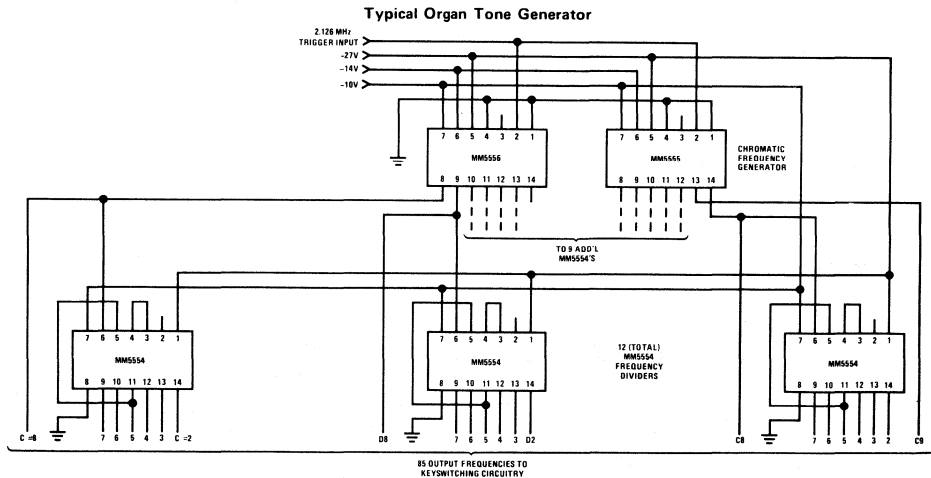 Typical Organ Tone Generator
2.126 MHz
TRIGGER INPUT
-27V
-14V
-10V
7 6 5 4 3 2 1
MM5556
8 9 10 11 12 13 14
7 6 5 4 3 2 1
MM5555
8 9 10 11 12 13 14
CHROMATIC
FREQUENCY
GENERATOR
TO 9 ADD'L
MM5554'S
7 6 5 4 3 2 1
MM5554
8 9 10 11 12 13 14
7 6 5 4 3 2 1
MM5554
8 9 10 11 12 13 14
12 (TOTAL)
MM5554
FREQUENCY
DIVIDERS
7 6 5 4 3 2 1
MM5554
8 9 10 11 12 13 14
C =8 7 6 5 4 3 C =2
D8 7 6 5 4 3 D2
C8 7 6 5 4 3 2 C9
85 OUTPUT FREQUENCIES TO
KEYSWITCHING CIRCUITRY